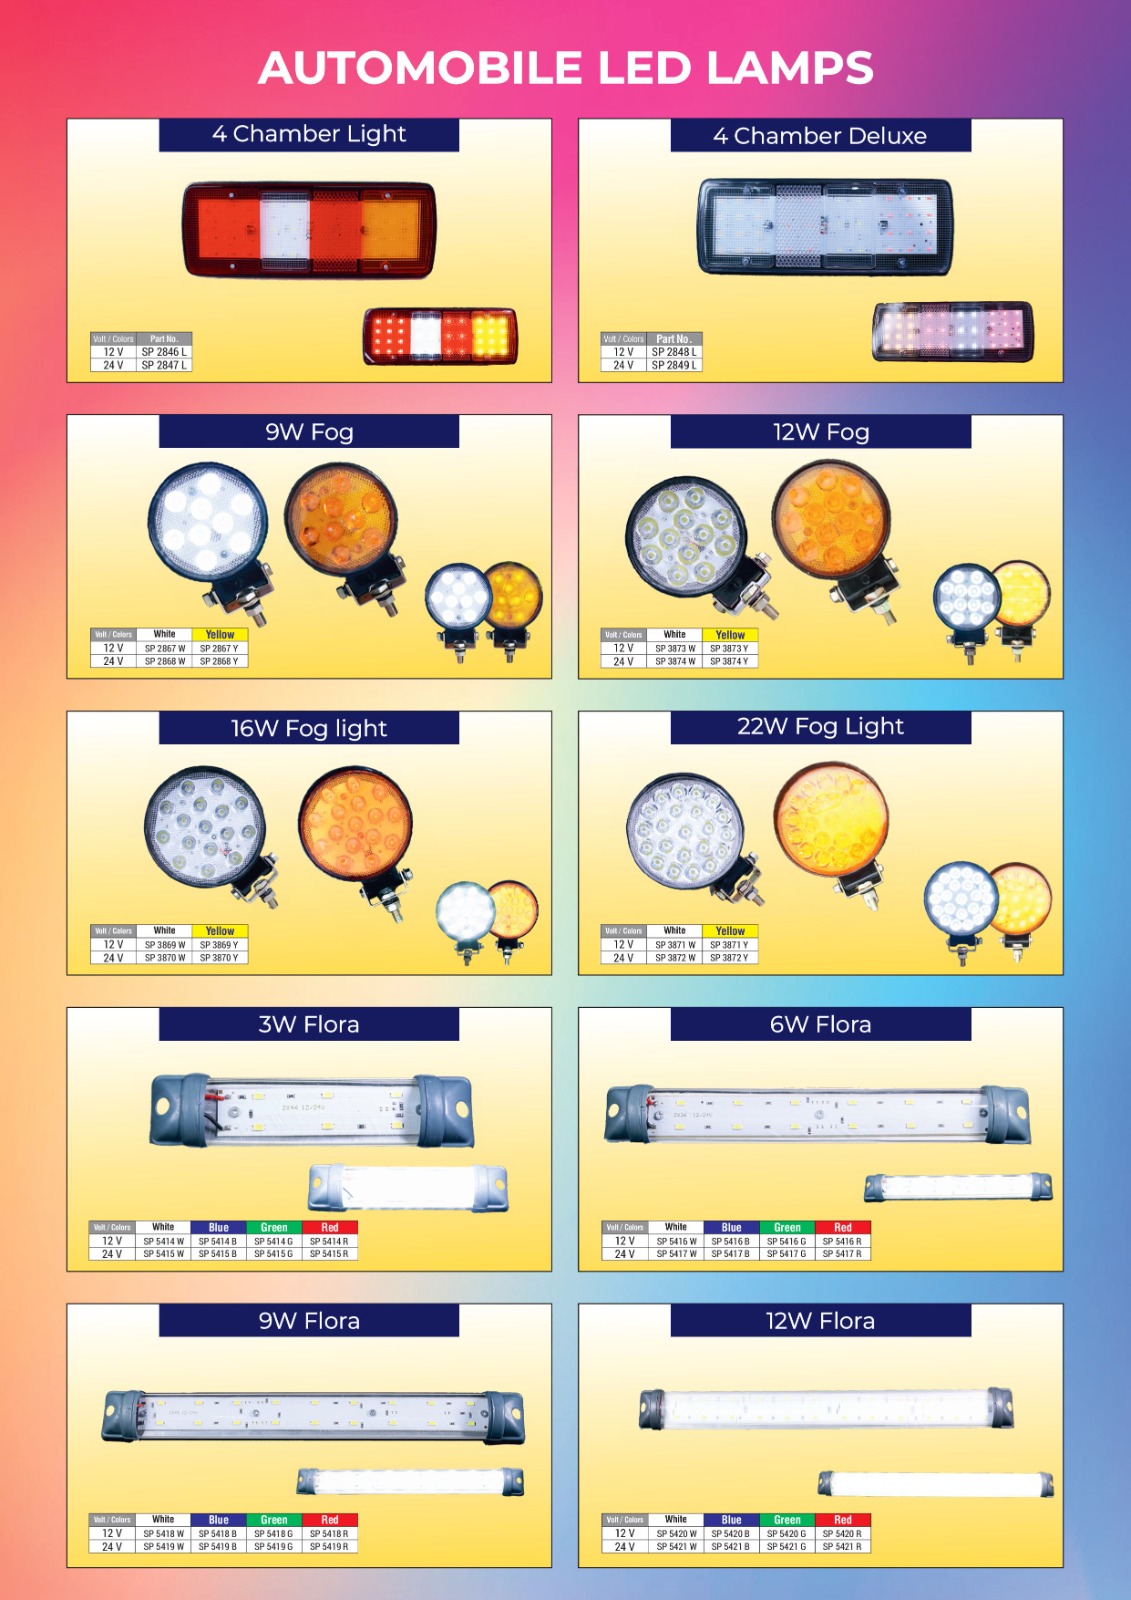 AUTOMOBILE LED LAMPS
4 Chamber Light
Volt / Colors Part No.
12 V SP 2846 L
24 V SP 2847 L
4 Chamber Deluxe
Volt / Colors Part No.
12 V SP 2848 L
24 V SP 2849 L
9W Fog
Volt / Colors White Yellow
12 V SP 2867 W SP 2867 Y
24 V SP 2868 W SP 2868 Y
12W Fog
Volt / Colors White Yellow
12 V SP 3873 W SP 3873 Y
24 V SP 3874 W SP 3874 Y
16W Fog light
Volt / Colors White Yellow
12 V SP 3869 W SP 3869 Y
24 V SP 3870 W SP 3870 Y
22W Fog Light
Volt / Colors White Yellow
12 V SP 3871 W SP 3871 Y
24 V SP 3872 W SP 3872 Y
3W Flora
12/24V
Volt / Colors White Blue Green Red
12 V SP 5414 W SP 5414 B SP 5414 G SP 5414 R
24 V SP 5415 W SP 5415 B SP 5415 G SP 5415 R
6W Flora
Volt / Colors White Blue Green Red
12 V SP 5416 W SP 5416 B SP 5416 G SP 5416 R
24 V SP 5417 W SP 5417 B SP 5417 G SP 5417 R
9W Flora
Volt / Colors White Blue Green Red
12 V SP 5418 W SP 5418 B SP 5418 G SP 5418 R
24 V SP 5419 W SP 5419 B SP 5419 G SP 5419 R
12W Flora
Volt / Colors White Blue Green Red
12 V SP 5420 W SP 5420 B SP 5420 G SP 5420 R
24 V SP 5421 W SP 5421 B SP 5421 G SP 5421 R